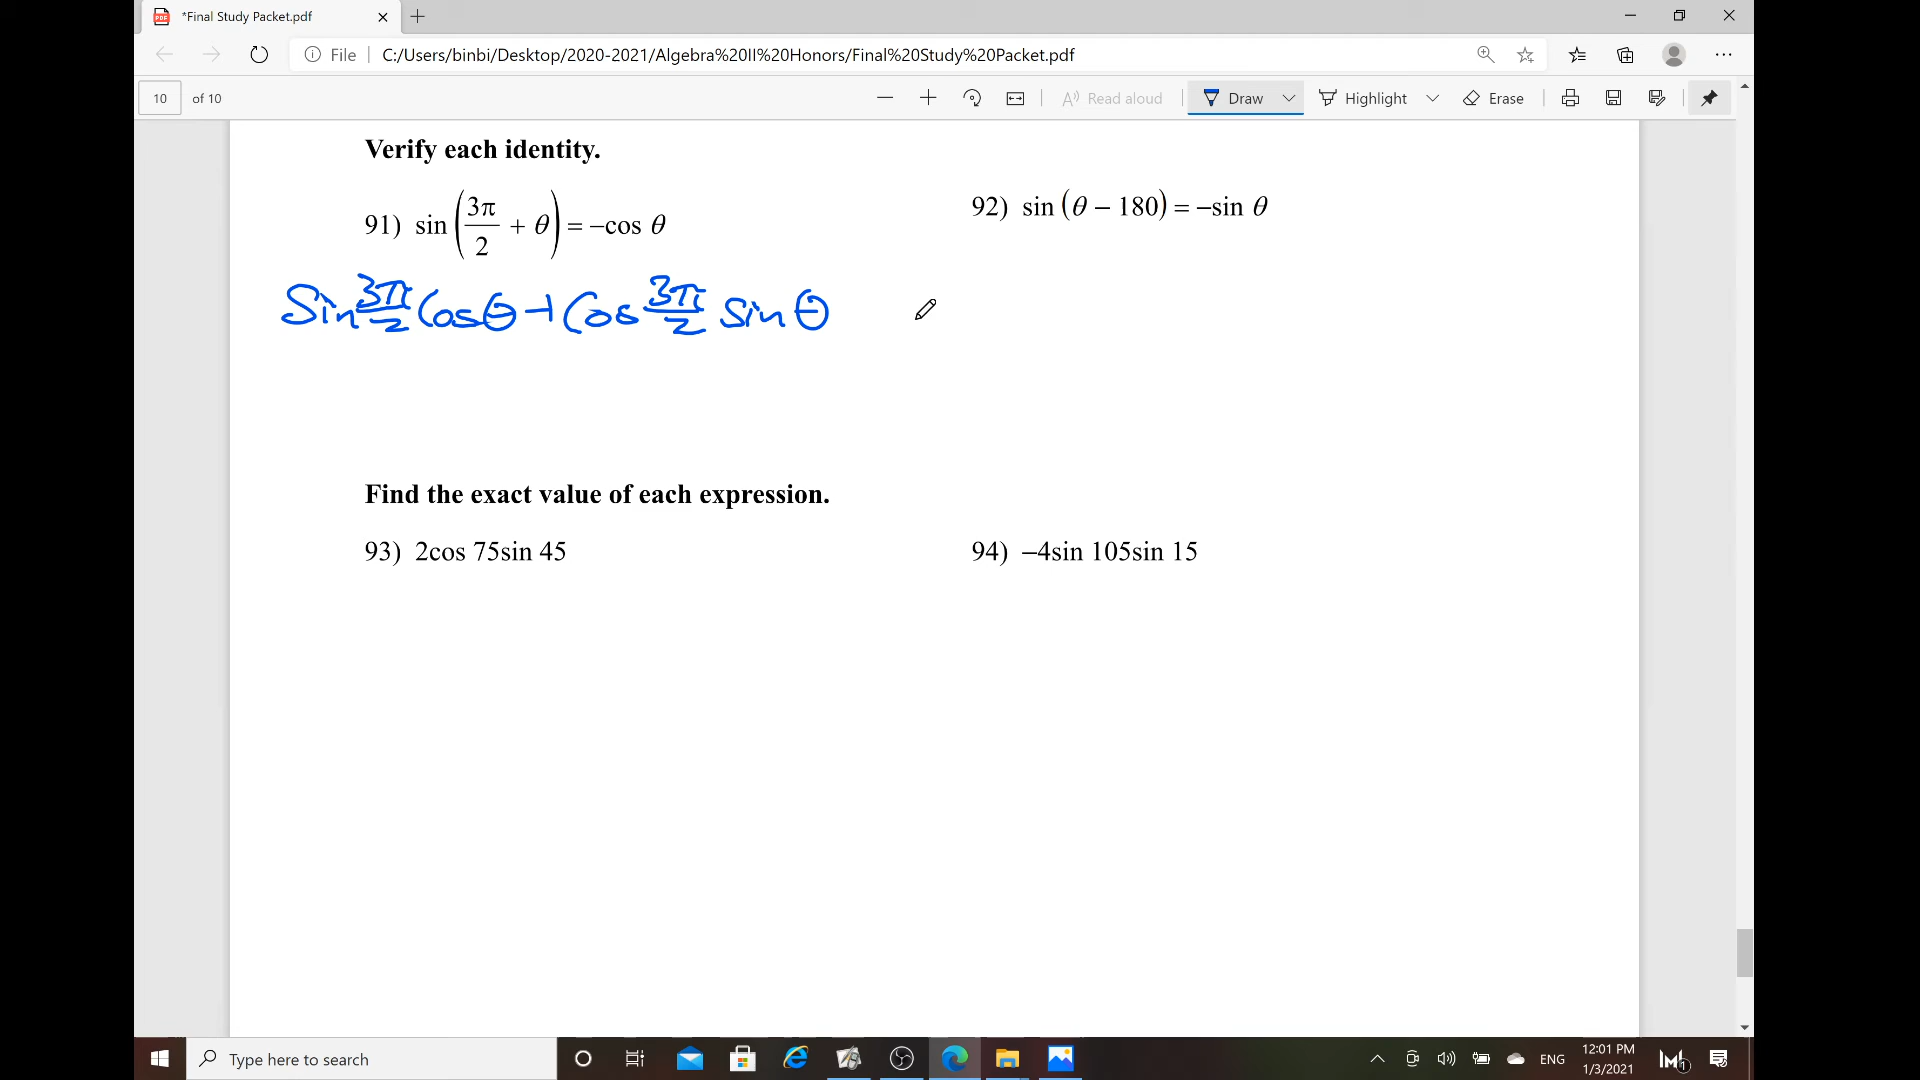 *Final Study Packet.pdf
File
C:/Users/binbi/Desktop/2020-2021/Algebra%20II%20Honors/Final%20Study%20Packet.pdf
10 of 10
Read aloud
Draw
Highlight
Erase
Verify each identity.
91) sin (3π/2 + θ) = −cos θ
92) sin (θ − 180) = −sin θ
Sin 3π/2 Cos θ + Cos 3π/2 sin θ
Find the exact value of each expression.
93) 2cos 75sin 45
94) −4sin 105sin 15
Type here to search
ENG
12:01 PM
1/3/2021